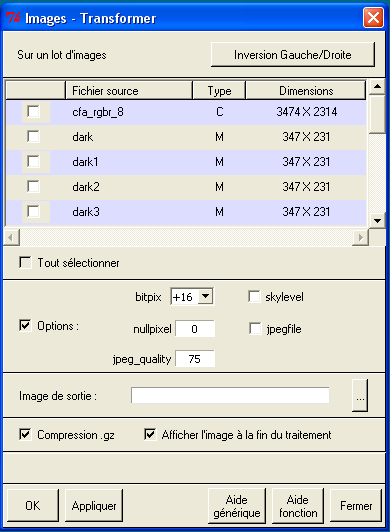 Images - Transformer
Sur un lot d'images
Inversion Gauche/Droite
Fichier source Type Dimensions
cfa_rgbr_8 C 3474 X 2314
dark M 347 X 231
dark1 M 347 X 231
dark2 M 347 X 231
dark3 M 347 X 231
Tout sélectionner
bitpix +16 skylevel
Options : nullpixel 0 jpegfile
jpeg_quality 75
Image de sortie : ...
Compression .gz Afficher l'image à la fin du traitement
OK Appliquer Aide générique Aide fonction Fermer